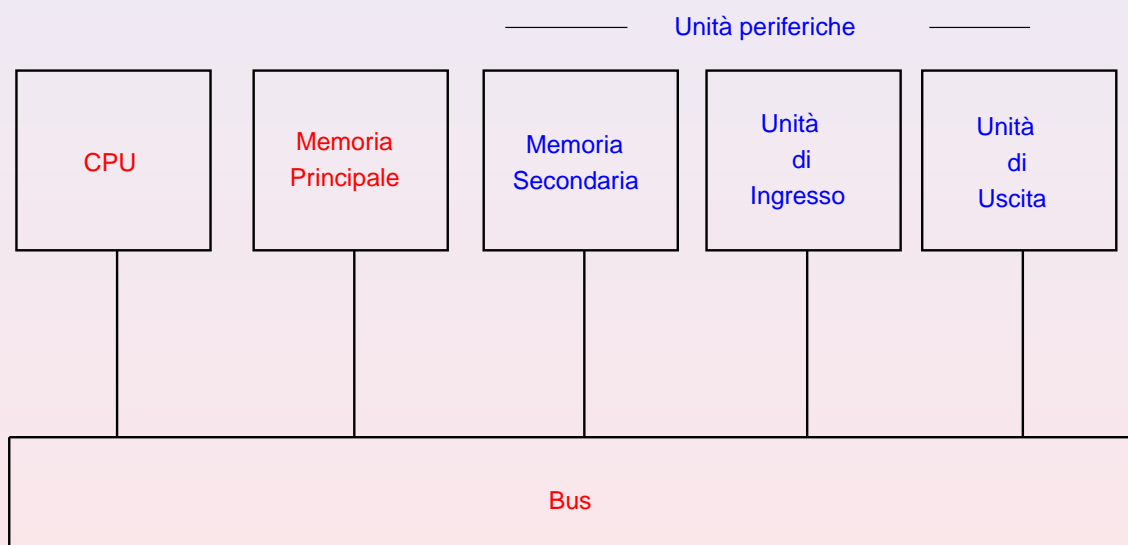 Unità periferiche
CPU
Memoria
Principale
Memoria
Secondaria
Unità
di
Ingresso
Unità
di
Uscita
Bus